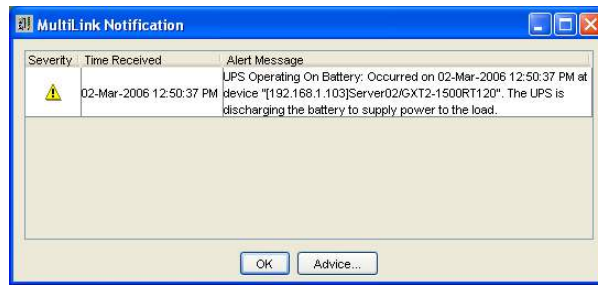 MultiLink Notification
Severity Time Received Alert Message
UPS Operating On Battery: Occurred on 02-Mar-2006 12:50:37 PM at
02-Mar-2006 12:50:37 PM device "[192.168.1.103]Server02/GXT2-1500RT120". The UPS is
discharging the battery to supply power to the load.
OK Advice...